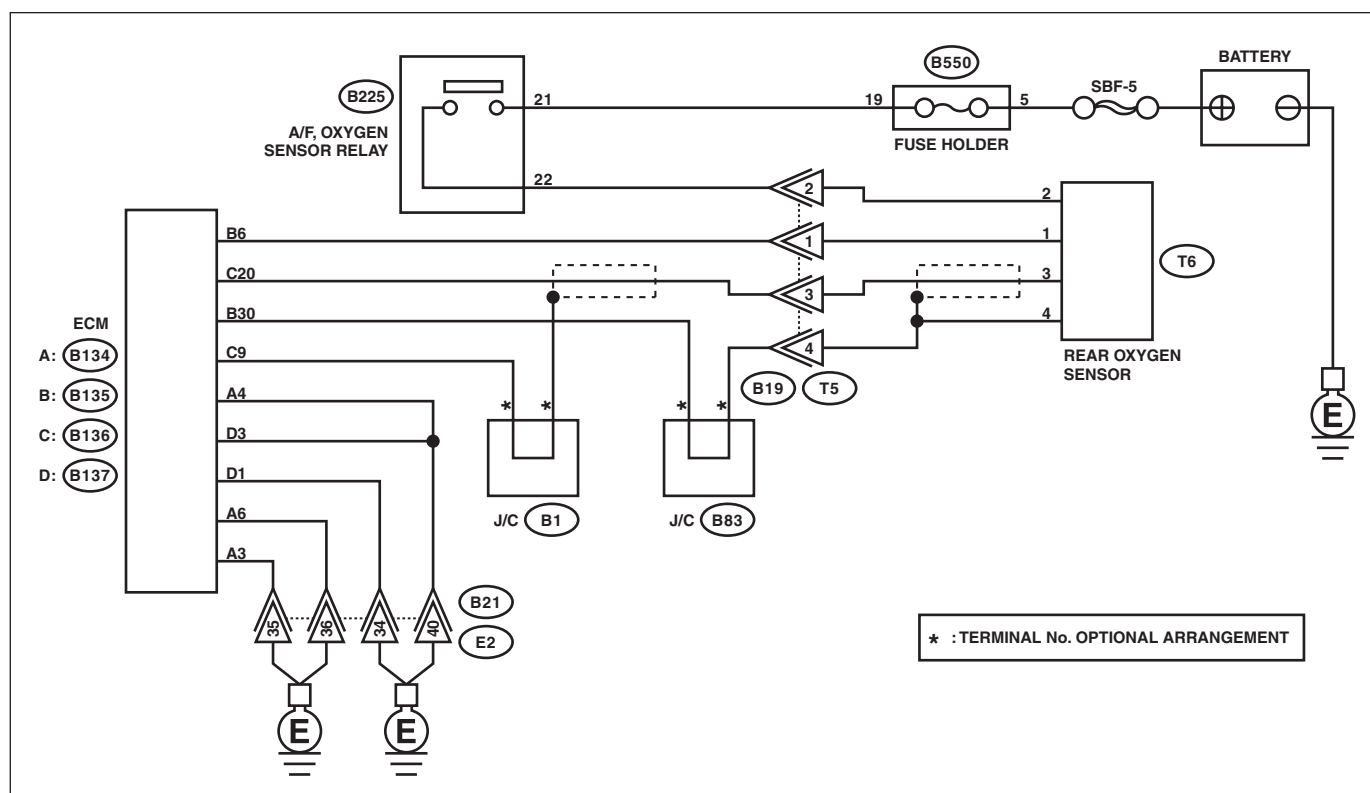 BATTERY
B550
SBF-5
B225
21
19
5
A/F, OXYGEN
SENSOR RELAY
FUSE HOLDER
22
2
2
B6
1
1
T6
C20
3
3
B30
4
4
ECM
C9
REAR OXYGEN
SENSOR
A: B134
B: B135
C: B136
D: B137
A4
* *
* *
B19 T5
D3
D1
J/C B1
J/C B83
A6
A3
E
35 36 34 40
B21
E2
* : TERMINAL No. OPTIONAL ARRANGEMENT
E
E